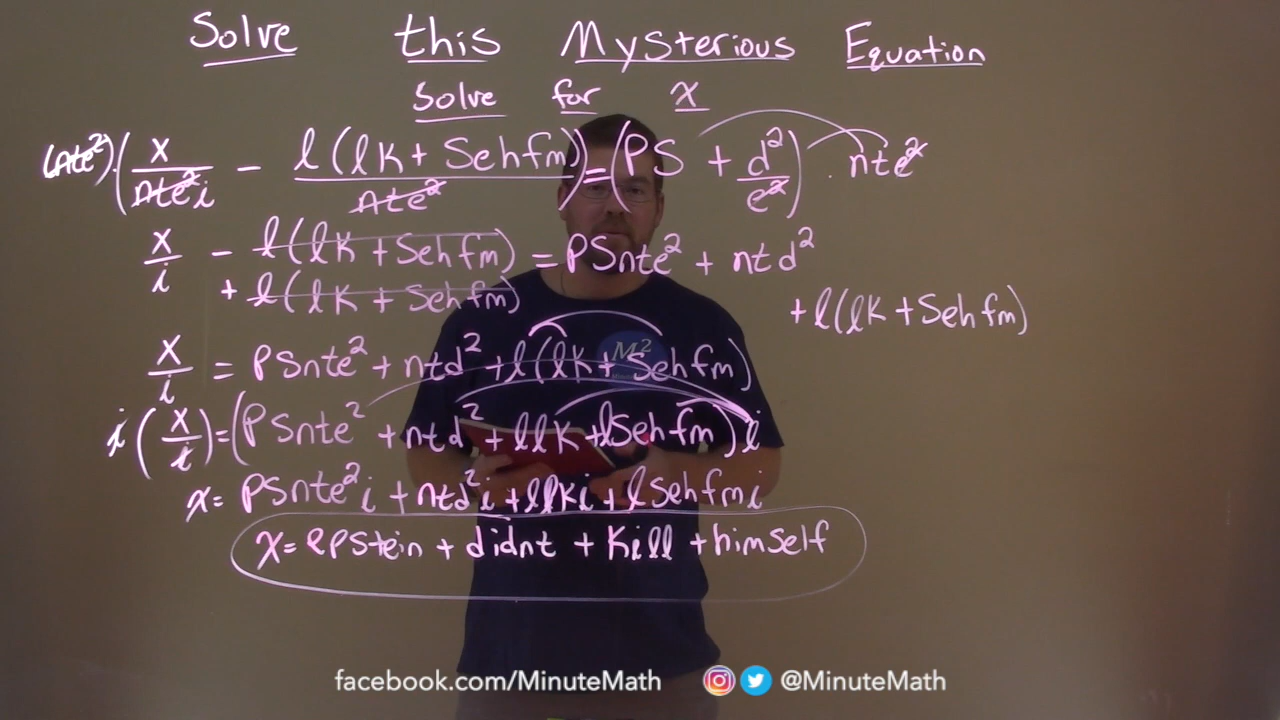 Solve this Mysterious Equation
Solve for x
(nte²)·(x/nte²i - l(lk + Sehfm)/nte²) = (PS + d²/e²) · nte²
x/i - l(lk + Sehfm) = PSnte² + ntd²
+ l(lk + Sehfm) + l(lk + Sehfm)
x/i = PSnte² + ntd² + l(lk + Sehfm)
M²
i(x/i) = (PSnte² + ntd² + llk + lSehfm)i
x = PSnte²i + ntd²i + llki + lSehfmi
x = epstein + didnt + kill + himself
facebook.com/MinuteMath @MinuteMath